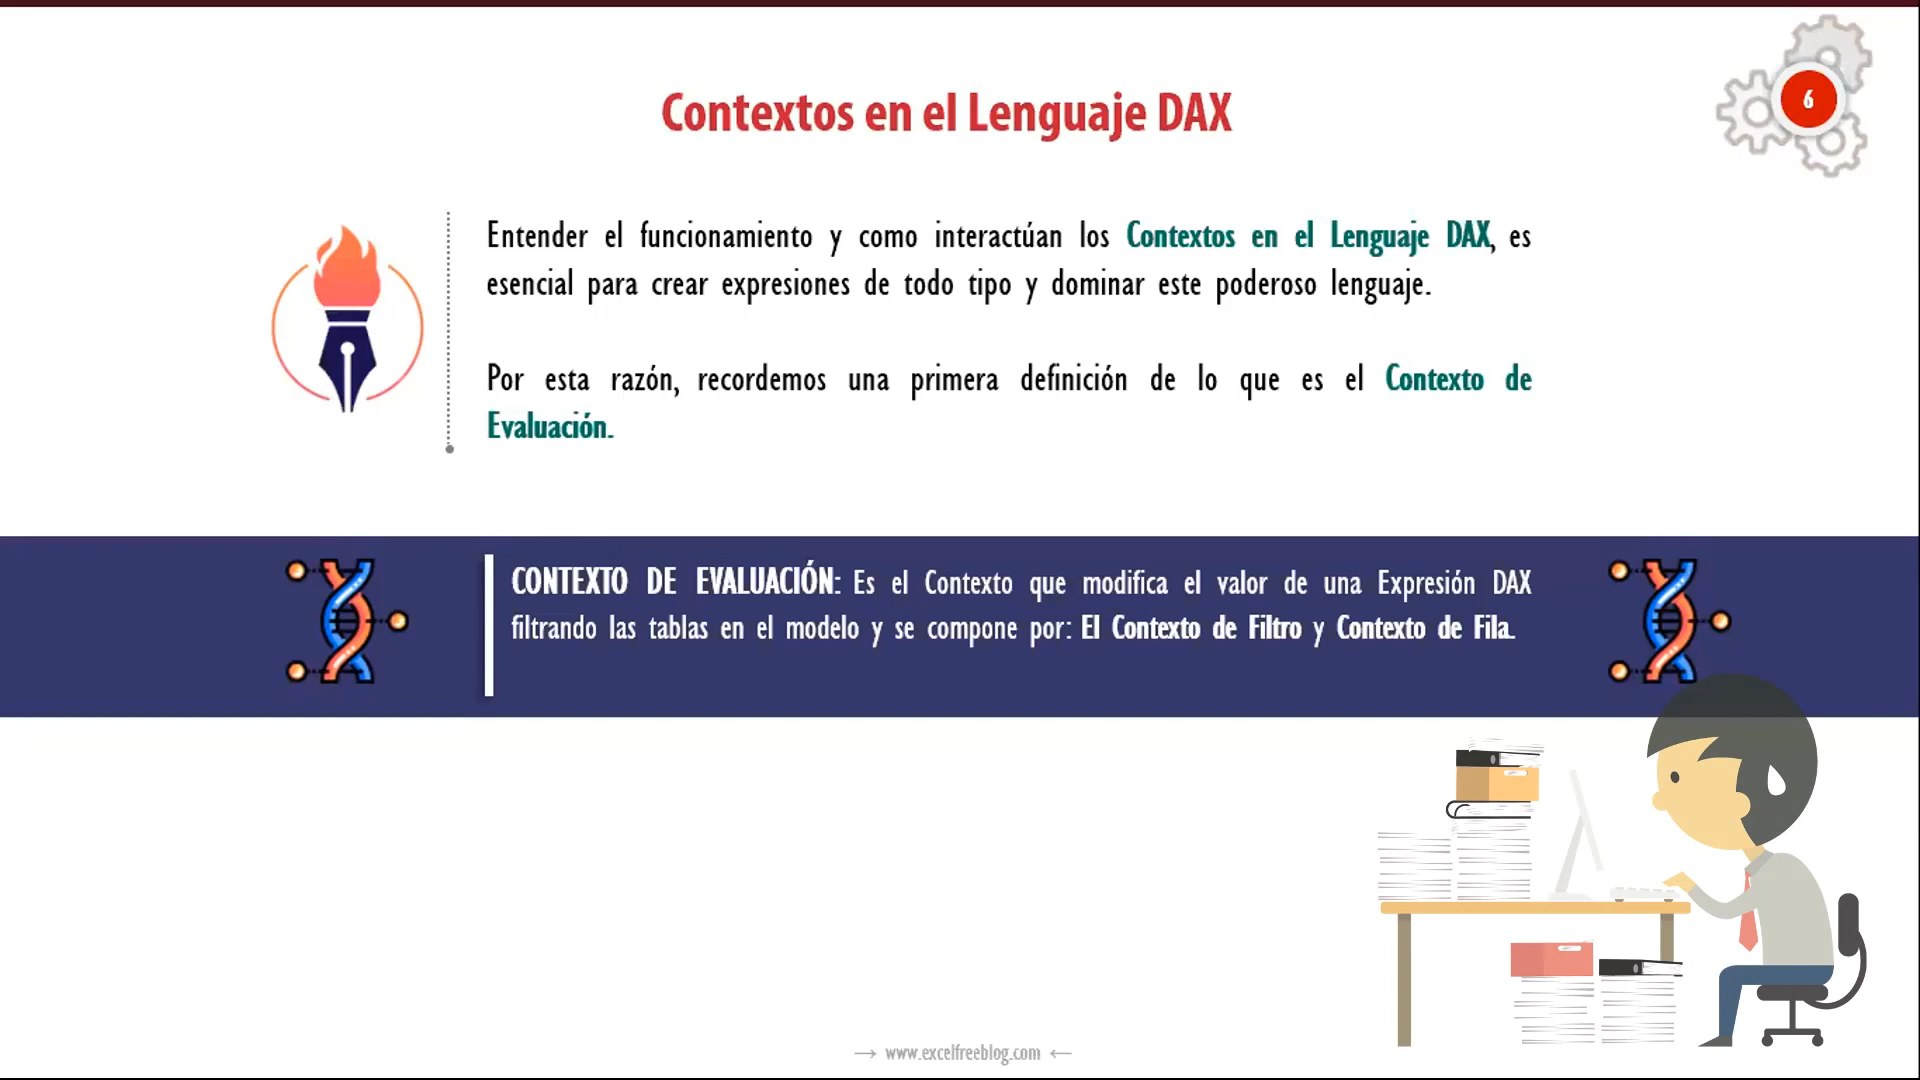 Contextos en el Lenguaje DAX
6
Entender el funcionamiento y como interactúan los Contextos en el Lenguaje DAX, es
esencial para crear expresiones de todo tipo y dominar este poderoso lenguaje.
Por esta razón, recordemos una primera definición de lo que es el Contexto de
Evaluación.
CONTEXTO DE EVALUACIÓN: Es el Contexto que modifica el valor de una Expresión DAX
filtrando las tablas en el modelo y se compone por: El Contexto de Filtro y Contexto de Fila.
→ www.excelfreeblog.com ←